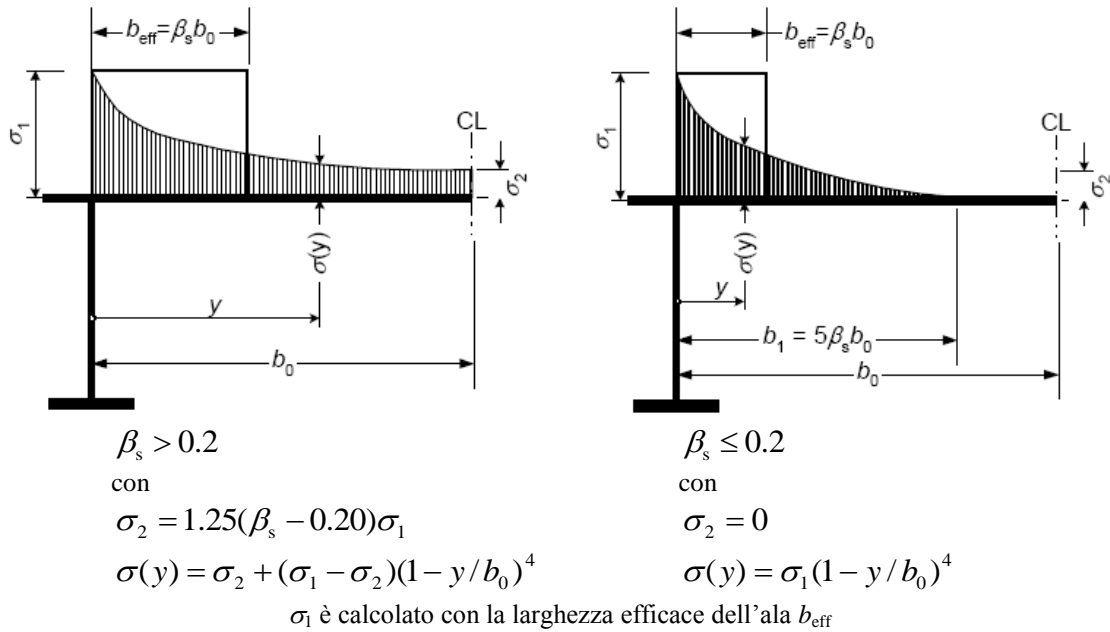 b_eff=β_s b_0
σ_1
CL
σ_2
σ(y)
y
b_0
b_eff=β_s b_0
σ_1
CL
σ_2
σ(y)
y
b_1 = 5β_s b_0
b_0
β_s > 0.2
con
σ_2 = 1.25(β_s − 0.20)σ_1
σ(y) = σ_2 + (σ_1 − σ_2)(1 − y/b_0)^4
β_s ≤ 0.2
con
σ_2 = 0
σ(y) = σ_1(1 − y/b_0)^4
σ_1 è calcolato con la larghezza efficace dell'ala b_eff